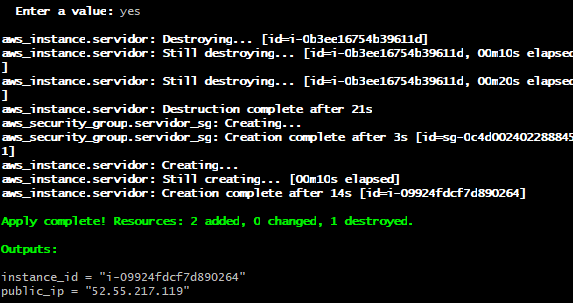 Enter a value: yes
aws_instance.servidor: Destroying... [id=i-0b3ee16754b39611d]
aws_instance.servidor: Still destroying... [id=i-0b3ee16754b39611d, 00m10s elapsed
]
aws_instance.servidor: Still destroying... [id=i-0b3ee16754b39611d, 00m20s elapsed
]
aws_instance.servidor: Destruction complete after 21s
aws_security_group.servidor_sg: Creating...
aws_security_group.servidor_sg: Creation complete after 3s [id=sg-0c4d002402288845
1]
aws_instance.servidor: Creating...
aws_instance.servidor: Still creating... [00m10s elapsed]
aws_instance.servidor: Creation complete after 14s [id=i-09924fdcf7d890264]
Apply complete! Resources: 2 added, 0 changed, 1 destroyed.
Outputs:
instance_id = "i-09924fdcf7d890264"
public_ip = "52.55.217.119"